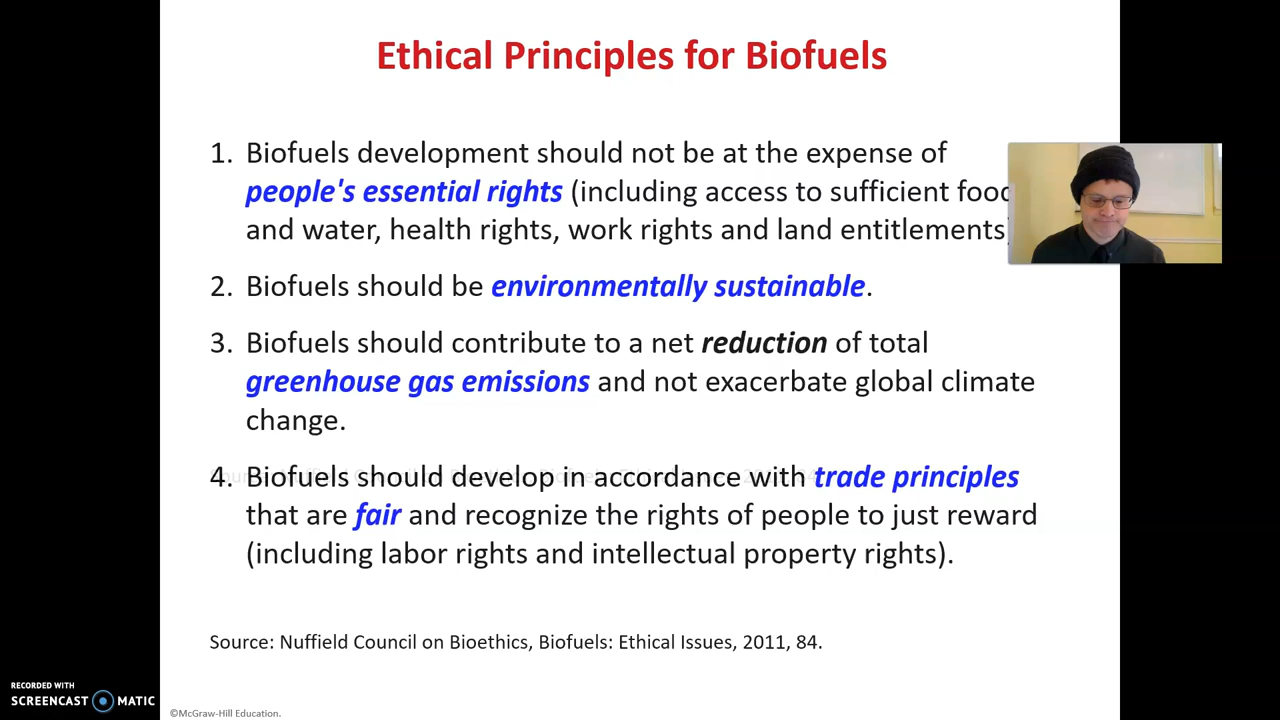 Ethical Principles for Biofuels
1. Biofuels development should not be at the expense of
people's essential rights (including access to sufficient food
and water, health rights, work rights and land entitlements)
2. Biofuels should be environmentally sustainable.
3. Biofuels should contribute to a net reduction of total
greenhouse gas emissions and not exacerbate global climate
change.
4. Biofuels should develop in accordance with trade principles
that are fair and recognize the rights of people to just reward
(including labor rights and intellectual property rights).
Source: Nuffield Council on Bioethics, Biofuels: Ethical Issues, 2011, 84.
RECORDED WITH
SCREENCAST MATIC
©McGraw-Hill Education.